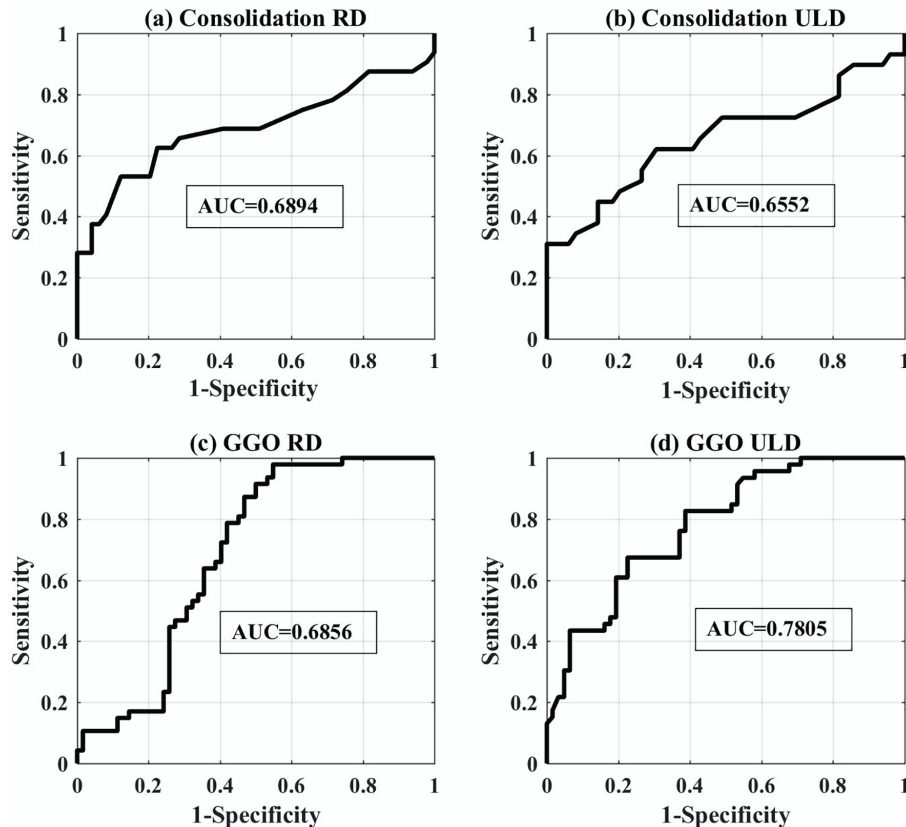 (a) Consolidation RD
1
0.8
0.6
0.4
0.2
0
Sensitivity
AUC=0.6894
0 0.2 0.4 0.6 0.8 1
1-Specificity
(b) Consolidation ULD
1
0.8
0.6
0.4
0.2
0
Sensitivity
AUC=0.6552
0 0.2 0.4 0.6 0.8 1
1-Specificity
(c) GGO RD
1
0.8
0.6
0.4
0.2
0
Sensitivity
AUC=0.6856
0 0.2 0.4 0.6 0.8 1
1-Specificity
(d) GGO ULD
1
0.8
0.6
0.4
0.2
0
Sensitivity
AUC=0.7805
0 0.2 0.4 0.6 0.8 1
1-Specificity